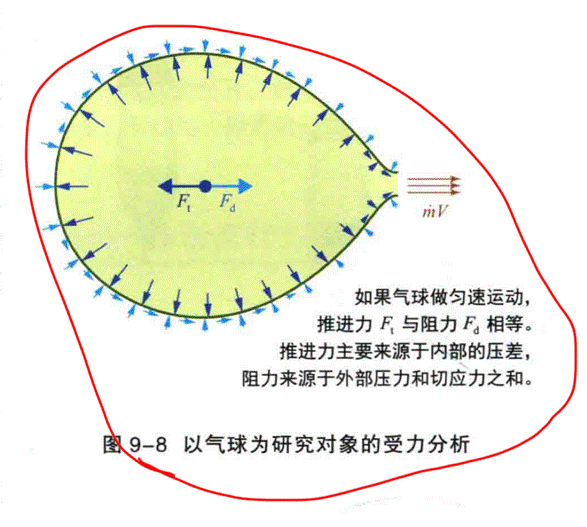 Fₜ F_d
ṁV
如果气球做匀速运动，
推进力 Fₜ 与阻力 F_d 相等。
推进力主要来源于内部的压差，
阻力来源于外部压力和切应力之和。
图 9-8 以气球为研究对象的受力分析